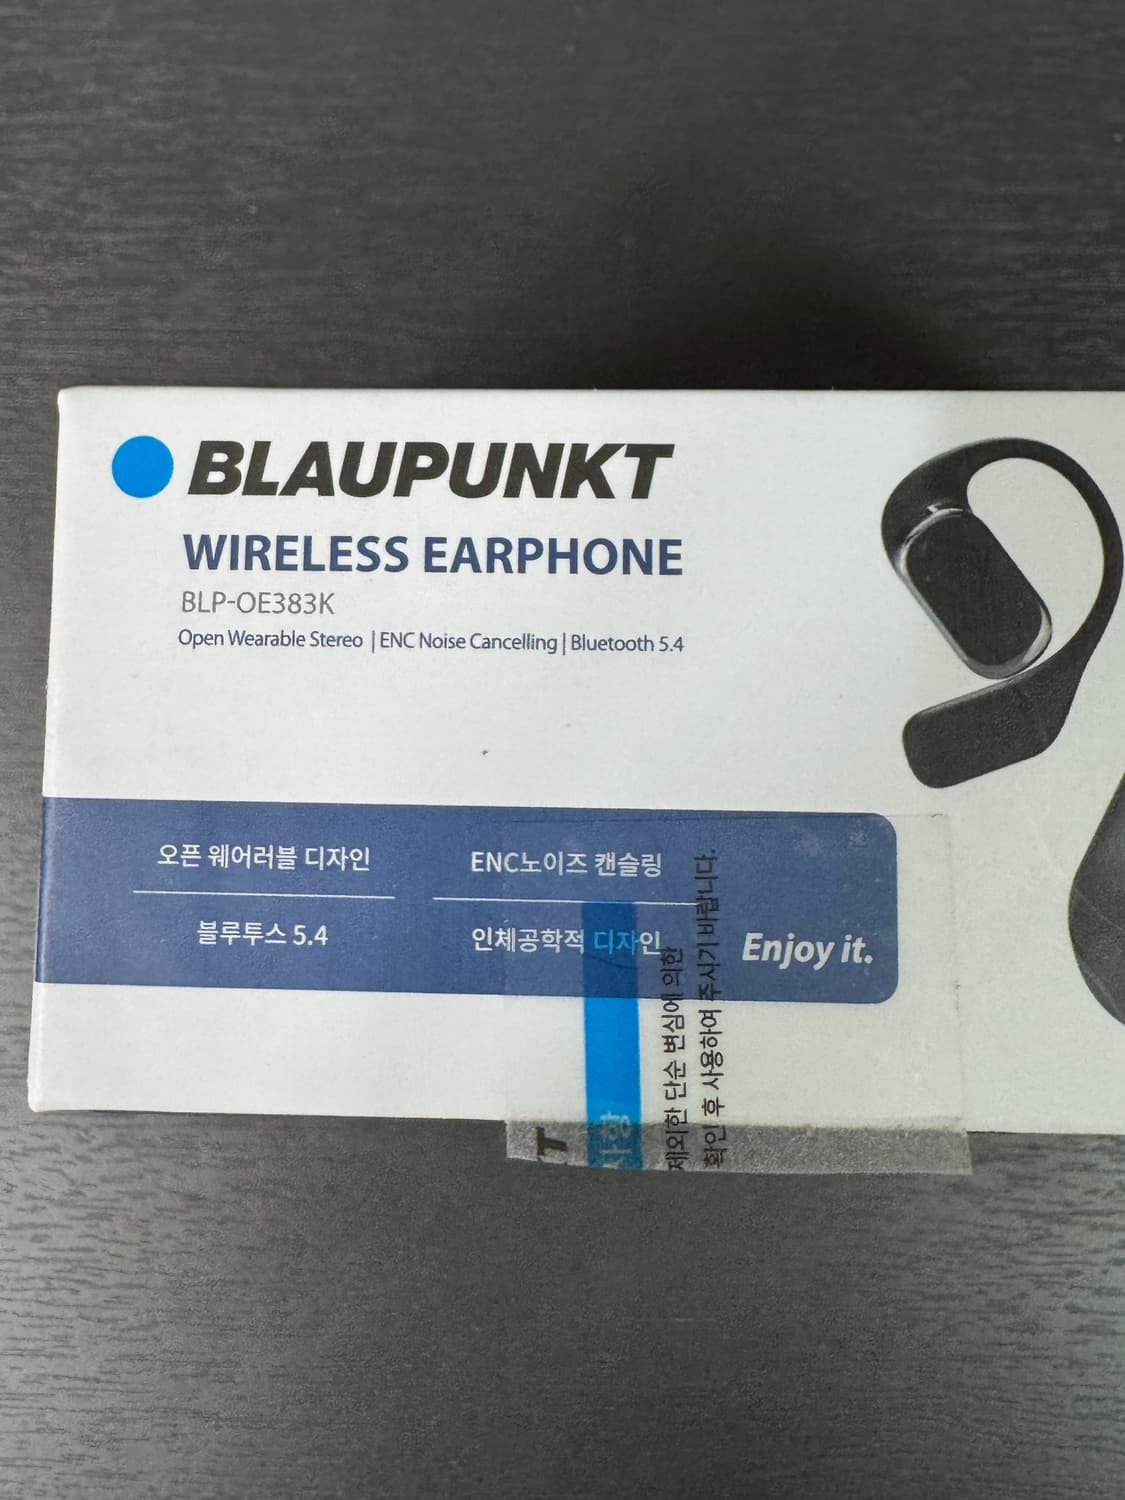 BLAUPUNKT
WIRELESS EARPHONE
BLP-OE383K
Open Wearable Stereo | ENC Noise Cancelling | Bluetooth 5.4
오픈 웨어러블 디자인
ENC노이즈 캔슬링
블루투스 5.4
인체공학적 디자인
Enjoy it.
제외한 단순 변심에 의한
확인 후 사용하여 주시기 바랍니다.